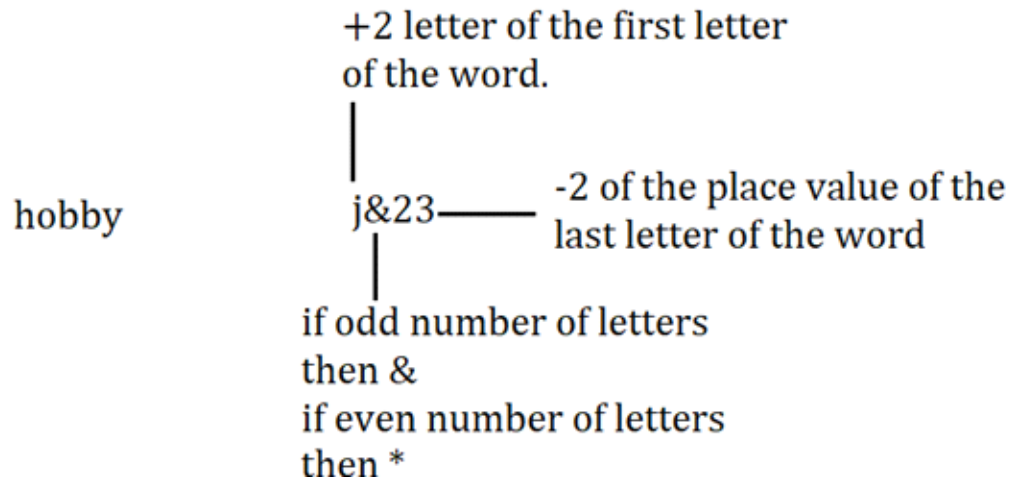 +2 letter of the first letter
of the word.
hobby
j&23
-2 of the place value of the
last letter of the word
if odd number of letters
then &
if even number of letters
then *